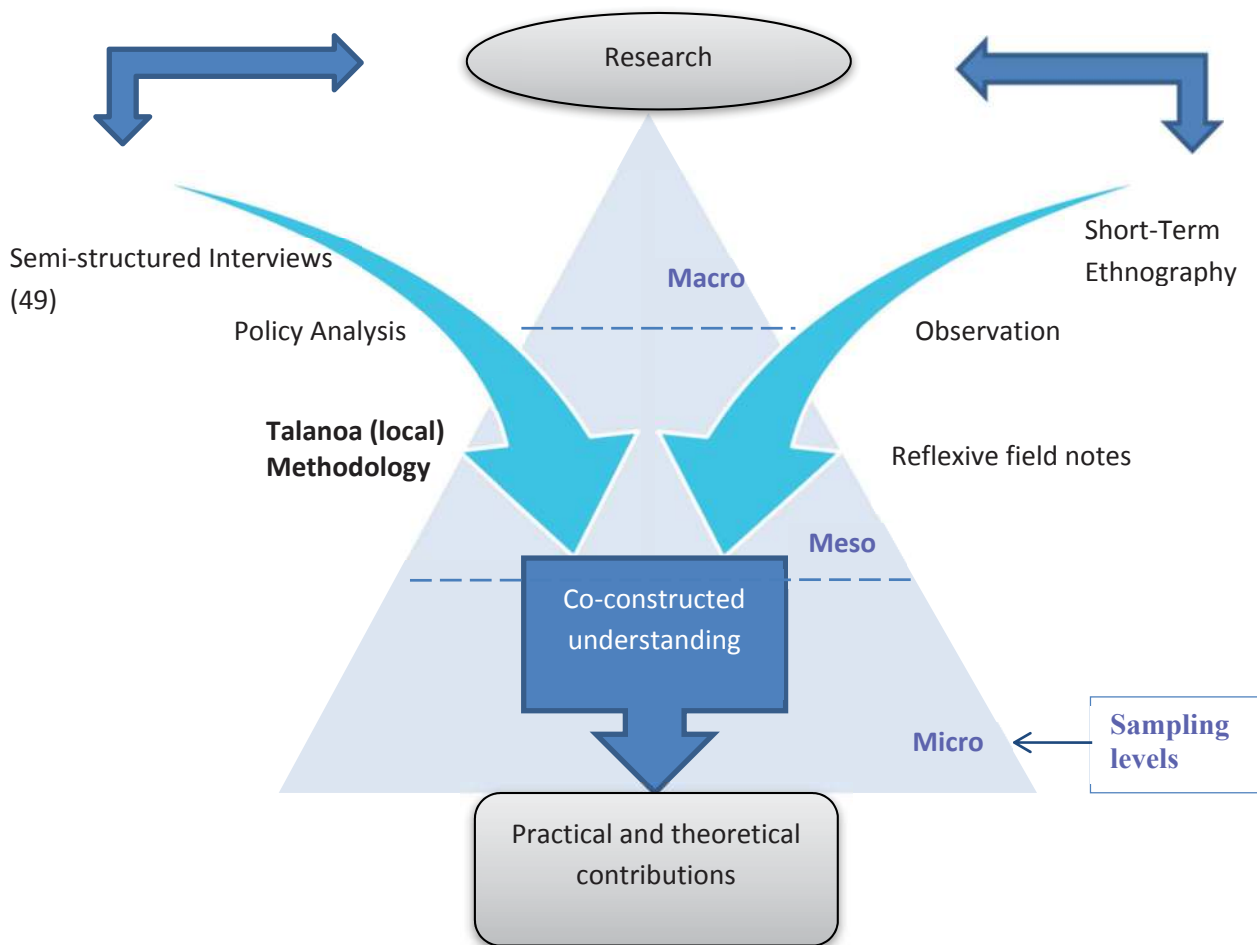 Research
Semi-structured Interviews
(49)
Policy Analysis
Talanoa (local)
Methodology
Macro
Short-Term
Ethnography
Observation
Reflexive field notes
Meso
Co-constructed
understanding
Micro
Sampling
levels
Practical and theoretical
contributions